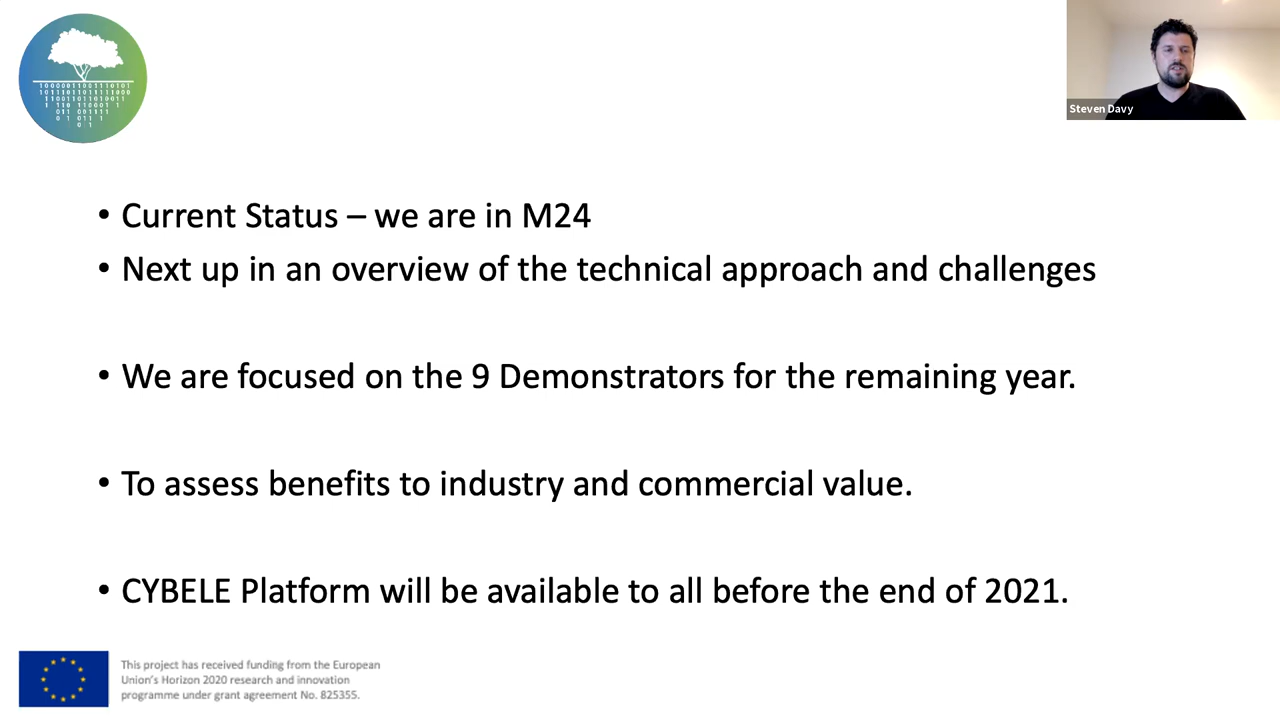 Steven Davy
• Current Status – we are in M24
• Next up in an overview of the technical approach and challenges
• We are focused on the 9 Demonstrators for the remaining year.
• To assess benefits to industry and commercial value.
• CYBELE Platform will be available to all before the end of 2021.
This project has received funding from the European
Union's Horizon 2020 research and innovation
programme under grant agreement No. 825355.